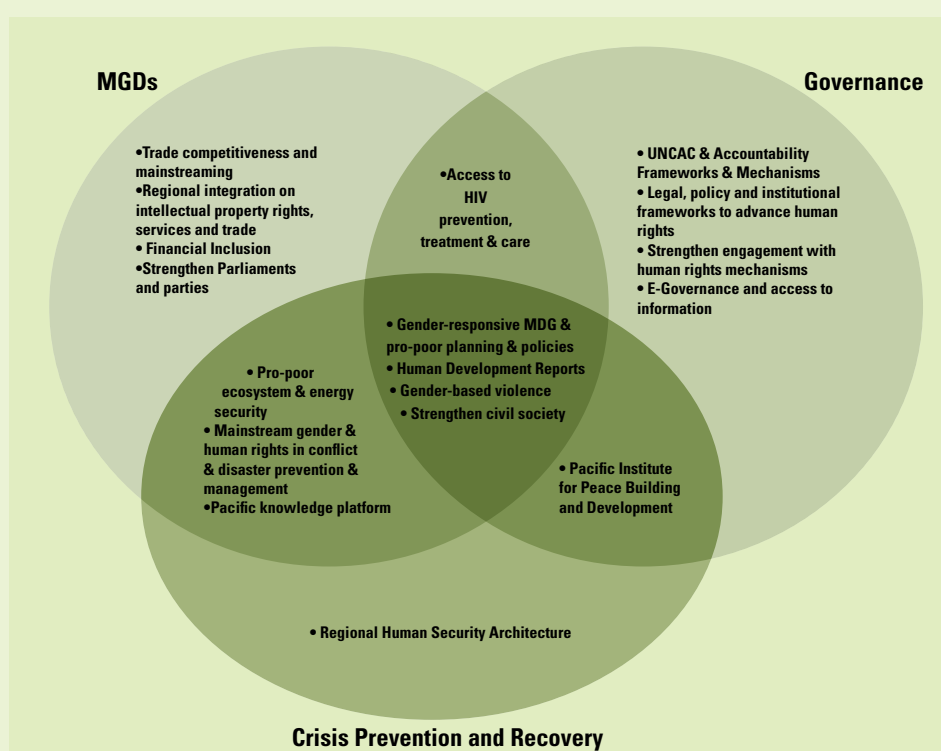 MGDs
Governance
•Trade competitiveness and
mainstreaming
•Regional integration on
intellectual property rights,
services and trade
• Financial Inclusion
•Strengthen Parliaments
and parties
•Access to
HIV
prevention,
treatment & care
• UNCAC & Accountability
Frameworks & Mechanisms
• Legal, policy and institutional
frameworks to advance human
rights
• Strengthen engagement with
human rights mechanisms
• E-Governance and access to
information
• Gender-responsive MDG &
pro-poor planning & policies
• Human Development Reports
• Gender-based violence
• Strengthen civil society
• Pro-poor
ecosystem & energy
security
• Mainstream gender &
human rights in conflict
& disaster prevention &
management
•Pacific knowledge platform
• Pacific Institute
for Peace Building
and Development
• Regional Human Security Architecture
Crisis Prevention and Recovery